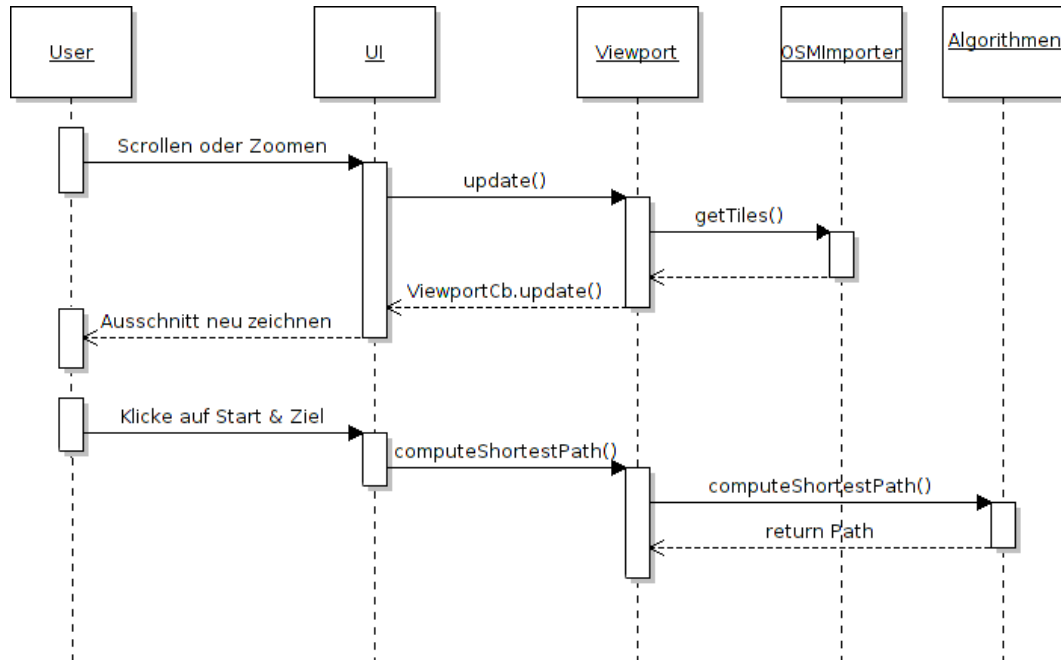 User
UI
Viewport
OSMImporter
Algorithmen
Scrollen oder Zoomen
update()
getTiles()
ViewportCb.update()
Ausschnitt neu zeichnen
Klicke auf Start & Ziel
computeShortestPath()
computeShortestPath()
return Path